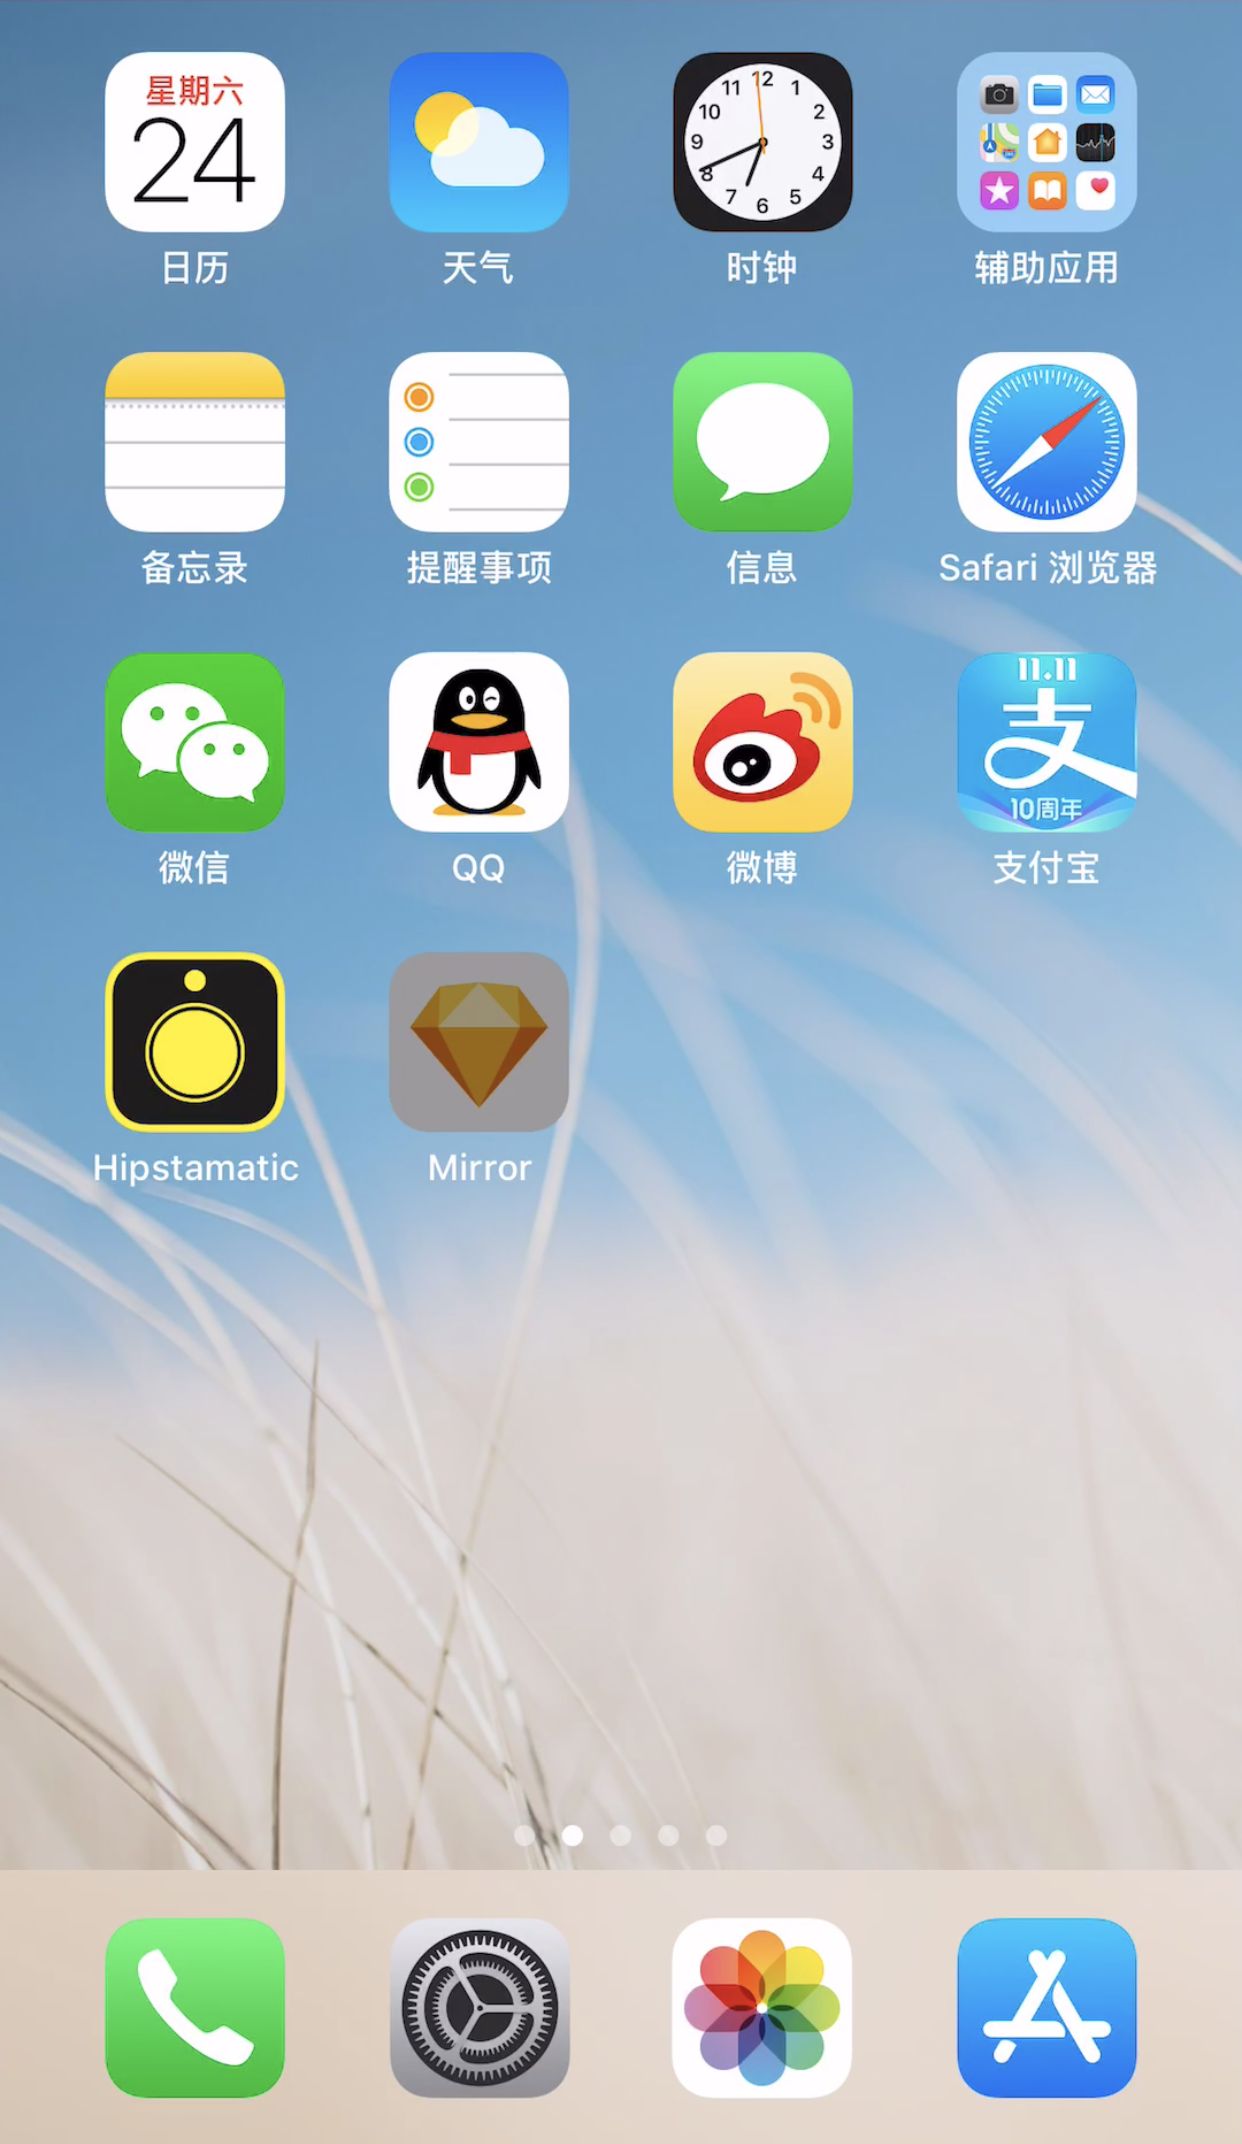 星期六
24
12
11
1
10
2
9
3
8
4
7
5
6
日历
天气
时钟
辅助应用
备忘录
提醒事项
信息
Safari 浏览器
11.11
支
10周年
微信
QQ
微博
支付宝
Hipstamatic
Mirror